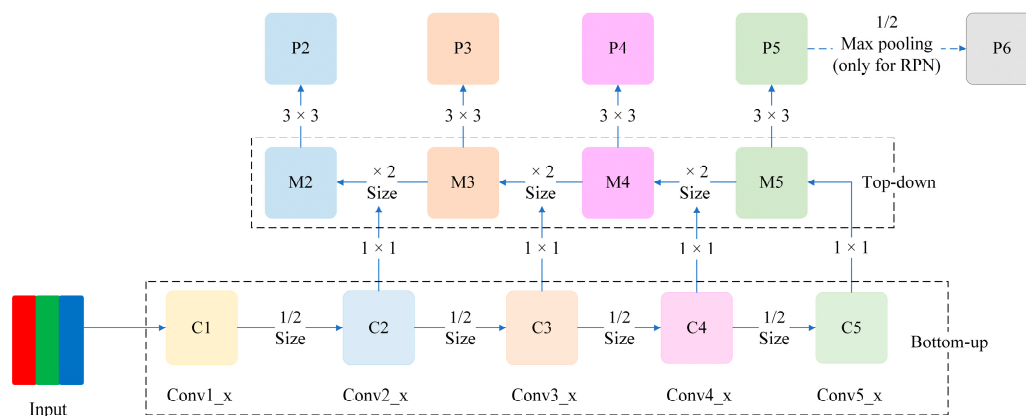 P2
P3
P4
P5
1/2
Max pooling
(only for RPN)
P6
3 × 3
3 × 3
3 × 3
3 × 3
M2
× 2
Size
M3
× 2
Size
M4
× 2
Size
M5
Top-down
1 × 1
1 × 1
1 × 1
1 × 1
C1
1/2
Size
C2
1/2
Size
C3
1/2
Size
C4
1/2
Size
C5
Bottom-up
Conv1_x
Conv2_x
Conv3_x
Conv4_x
Conv5_x
Input